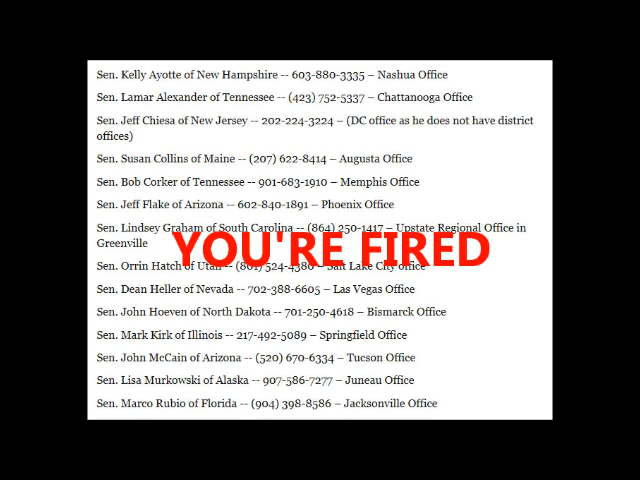 Sen. Kelly Ayotte of New Hampshire -- 603-880-3335 – Nashua Office
Sen. Lamar Alexander of Tennessee -- (423) 752-5337 – Chattanooga Office
Sen. Jeff Chiesa of New Jersey -- 202-224-3224 – (DC office as he does not have district
offices)
Sen. Susan Collins of Maine -- (207) 622-8414 – Augusta Office
Sen. Bob Corker of Tennessee -- 901-683-1910 – Memphis Office
Sen. Jeff Flake of Arizona -- 602-840-1891 – Phoenix Office
Sen. Lindsey Graham of South Carolina -- (864) 250-1417 – Upstate Regional Office in
Greenville
YOU'RE FIRED
Sen. Orrin Hatch of Utah -- (801) 524-4380 – Salt Lake City office
Sen. Dean Heller of Nevada -- 702-388-6605 – Las Vegas Office
Sen. John Hoeven of North Dakota -- 701-250-4618 – Bismarck Office
Sen. Mark Kirk of Illinois -- 217-492-5089 – Springfield Office
Sen. John McCain of Arizona -- (520) 670-6334 – Tucson Office
Sen. Lisa Murkowski of Alaska -- 907-586-7277 – Juneau Office
Sen. Marco Rubio of Florida -- (904) 398-8586 – Jacksonville Office